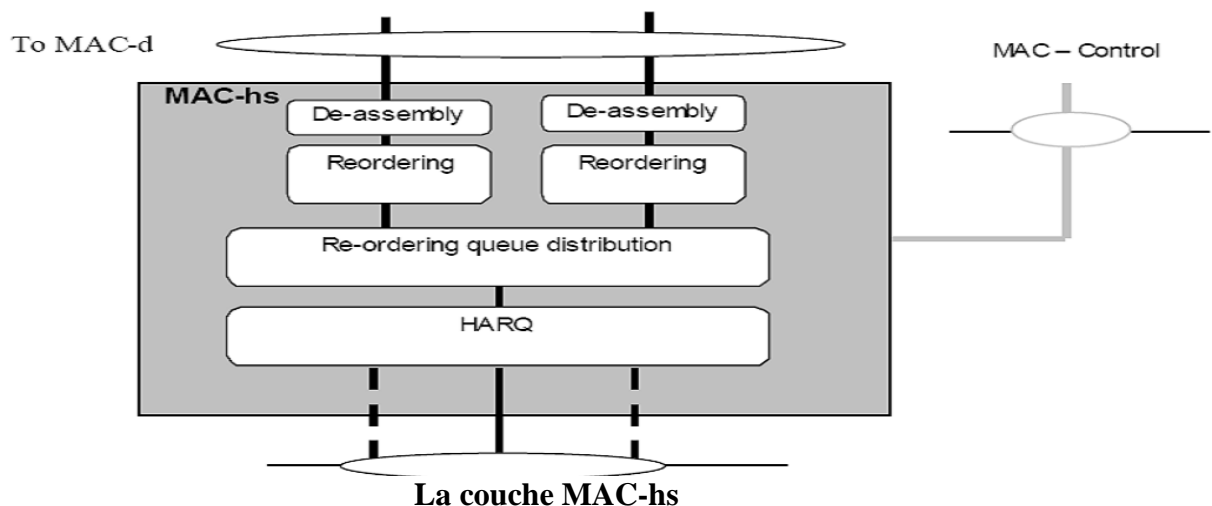 To MAC-d
MAC – Control
MAC-hs
De-assembly
De-assembly
Reordering
Reordering
Re-ordering queue distribution
HARQ
La couche MAC-hs